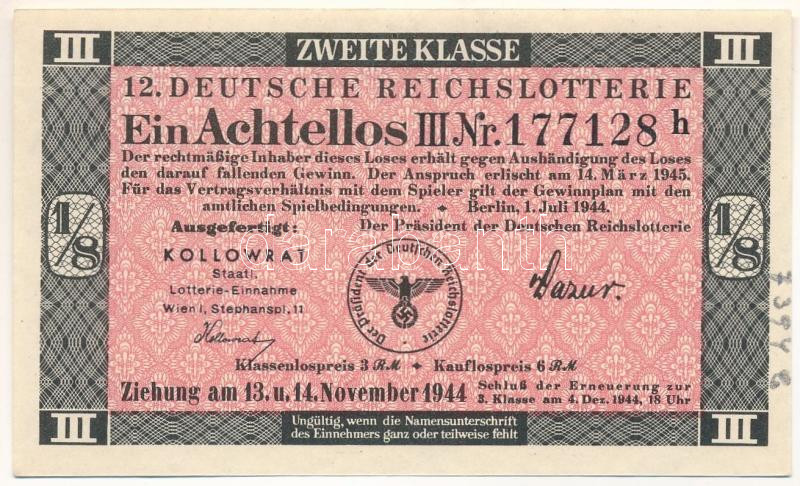 III ZWEITE KLASSE III
12. DEUTSCHE REICHSLOTTERIE
Ein Achtellos III Nr. 177128 h
Der rechtmäßige Inhaber dieses Loses erhält gegen Aushändigung des Loses
den darauf fallenden Gewinn. Der Anspruch erlischt am 14. März 1945.
Für das Vertragsverhältnis mit dem Spieler gilt der Gewinnplan mit den
amtlichen Spielbedingungen. Berlin, 1. Juli 1944.
1/8
1/8
Ausgefertigt:
Der Präsident der Deutschen Reichslotterie
KOLLOWRAT
Staatl.
Lotterie-Einnahme
Wien I, Stephanspl. 11
Kollowrat
Der Präsident der Deutschen Reichslotterie
darabanth
Klassenlospreis 3 RM Kauflospreis 6 RM
Ziehung am 13. u. 14. November 1944
Schluß der Erneuerung zur
3. Klasse am 4. Dez. 1944, 18 Uhr
III III
Ungültig, wenn die Namensunterschrift
des Einnehmers ganz oder teilweise fehlt